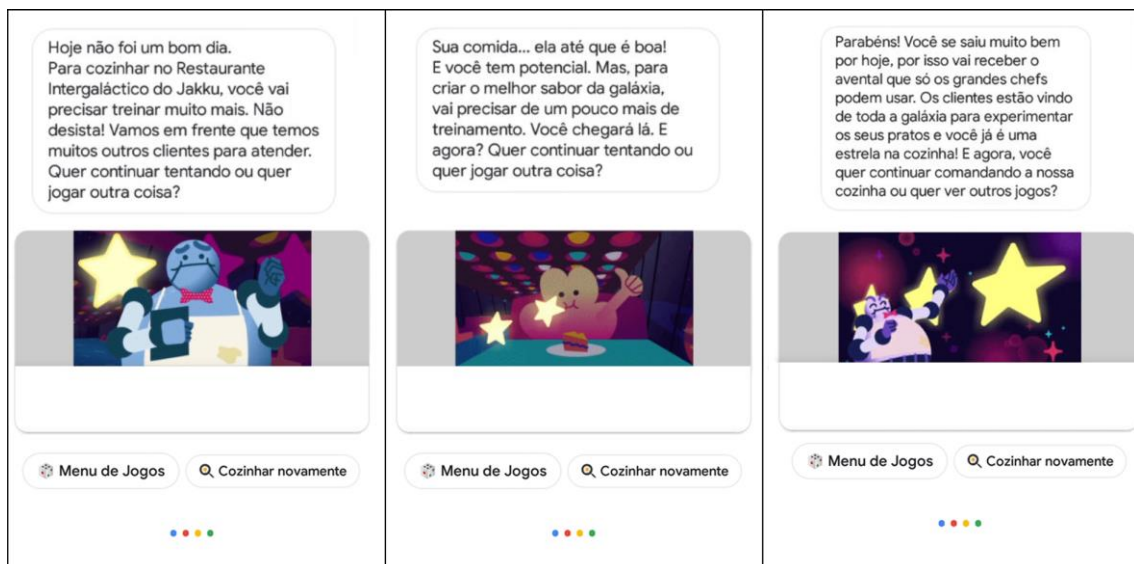 Hoje não foi um bom dia.
Para cozinhar no Restaurante
Intergaláctico do Jakku, você vai
precisar treinar muito mais. Não
desista! Vamos em frente que temos
muitos outros clientes para atender.
Quer continuar tentando ou quer
jogar outra coisa?
Menu de Jogos
Cozinhar novamente
Sua comida... ela até que é boa!
E você tem potencial. Mas, para
criar o melhor sabor da galáxia,
vai precisar de um pouco mais de
treinamento. Você chegará lá. E
agora? Quer continuar tentando ou
quer jogar outra coisa?
Menu de Jogos
Cozinhar novamente
Parabéns! Você se saiu muito bem
por hoje, por isso vai receber o
avental que só os grandes chefs
podem usar. Os clientes estão vindo
de toda a galáxia para experimentar
os seus pratos e você já é uma
estrela na cozinha! E agora, você
quer continuar comandando a nossa
cozinha ou quer ver outros jogos?
Menu de Jogos
Cozinhar novamente